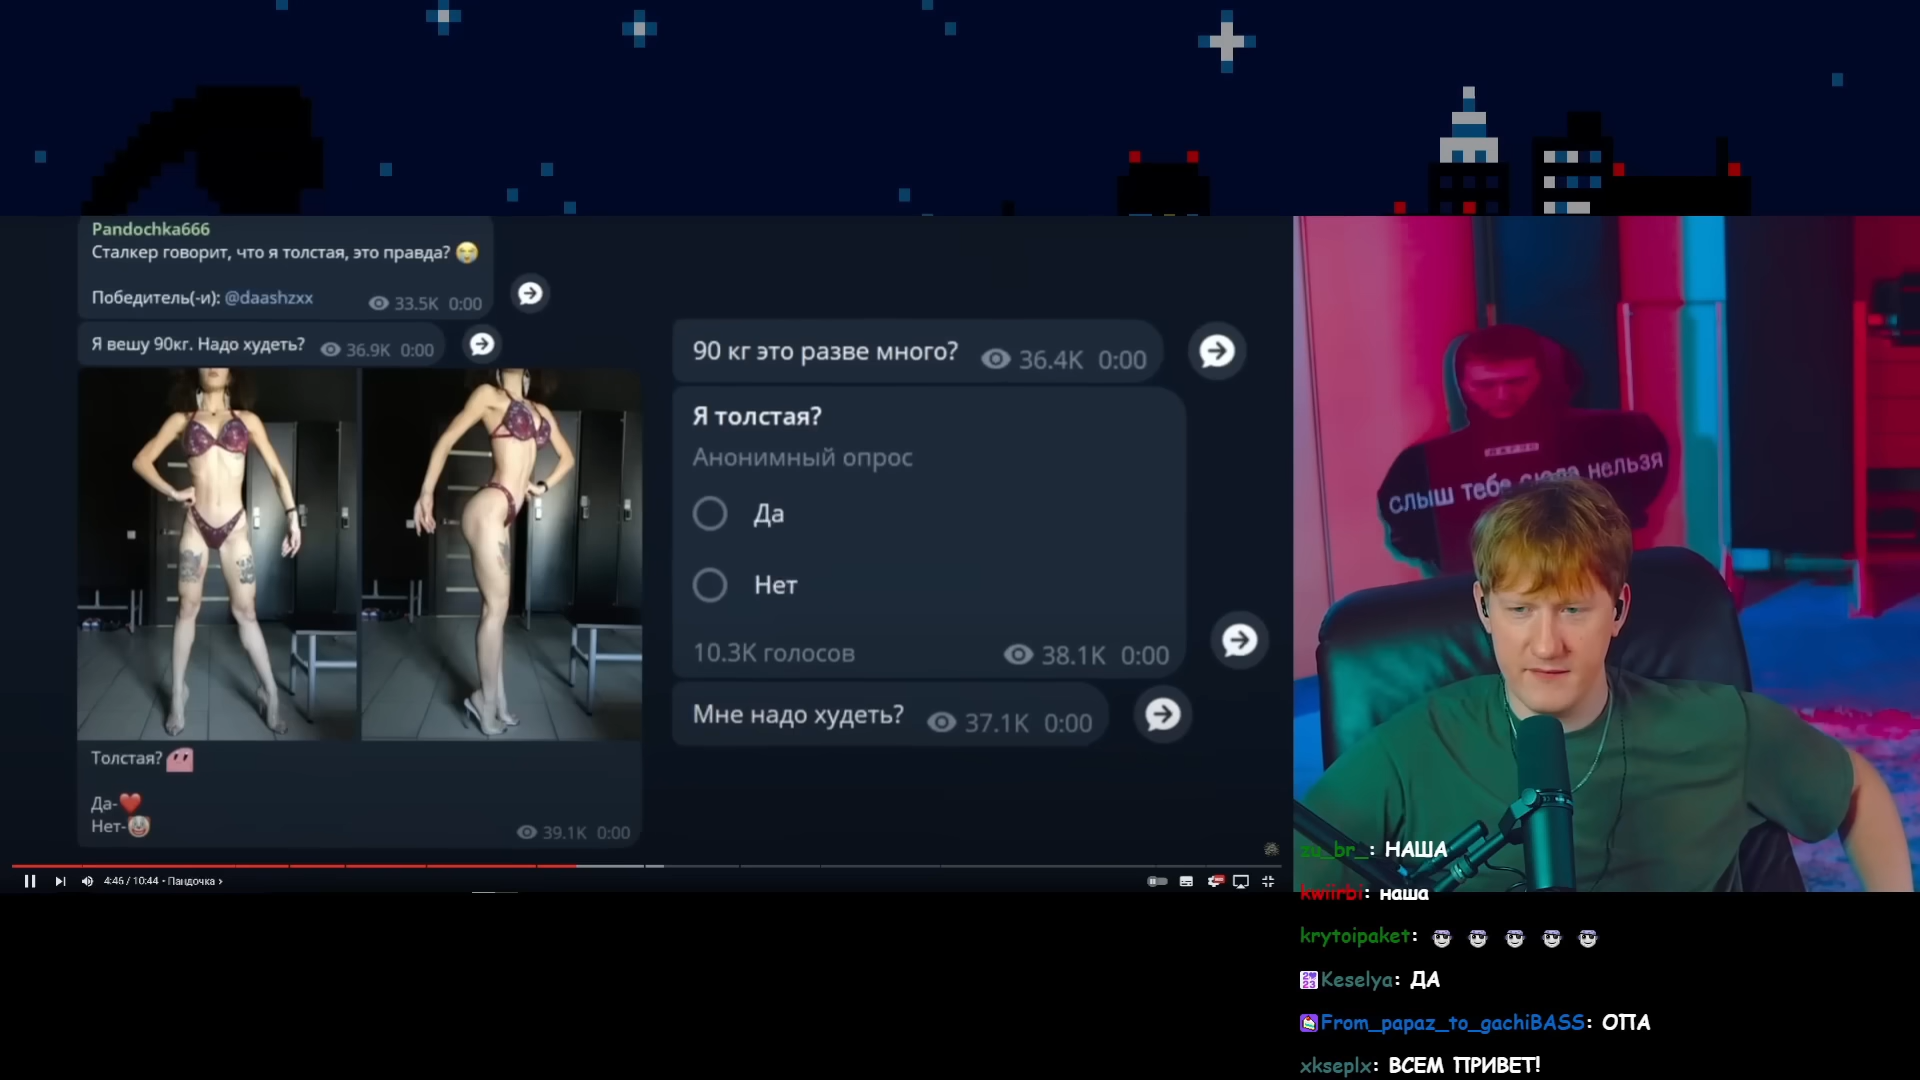 Pandochka666
Сталкер говорит, что я толстая, это правда? 😭
Победитель(-и): @daashzxx 33.5K 0:00
Я вешу 90кг. Надо худеть? 36.9K 0:00
Толстая?
Да-❤️
Нет-🤡
39.1K 0:00
90 кг это разве много? 36.4K 0:00
Я толстая?
Анонимный опрос
Да
Нет
10.3K голосов 38.1K 0:00
Мне надо худеть? 37.1K 0:00
4:46 / 10:44 • Пандочка ›
слыш тебе сюда нельзя
zu_br_: НАША
kwiirbi: наша
krytoipaket:
Keselya: ДА
From_papaz_to_gachiBASS: ОПА
xkseplx: ВСЕМ ПРИВЕТ!